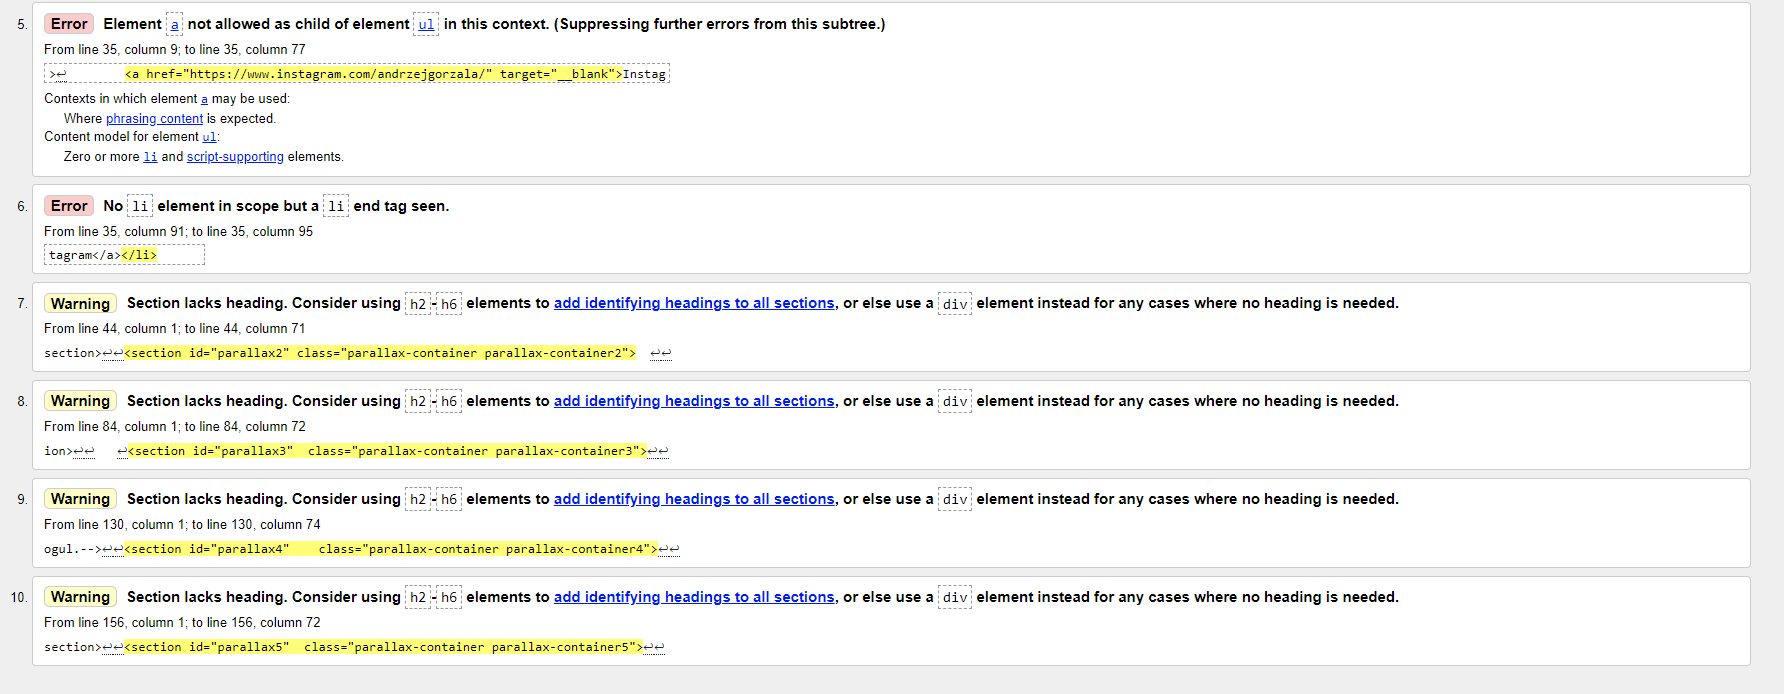 5. Error Element a not allowed as child of element ul in this context. (Suppressing further errors from this subtree.)
From line 35, column 9; to line 35, column 77
>↩        <a href="https://www.instagram.com/andrzejgorzala/" target="__blank">Instag
Contexts in which element a may be used:
Where phrasing content is expected.
Content model for element ul:
Zero or more li and script-supporting elements.
6. Error No li element in scope but a li end tag seen.
From line 35, column 91; to line 35, column 95
tagram</a></li>
7. Warning Section lacks heading. Consider using h2-h6 elements to add identifying headings to all sections, or else use a div element instead for any cases where no heading is needed.
From line 44, column 1; to line 44, column 71
section>↩↩<section id="parallax2" class="parallax-container parallax-container2">  ↩↩
8. Warning Section lacks heading. Consider using h2-h6 elements to add identifying headings to all sections, or else use a div element instead for any cases where no heading is needed.
From line 84, column 1; to line 84, column 72
ion>↩↩   ↩<section id="parallax3"  class="parallax-container parallax-container3">↩↩
9. Warning Section lacks heading. Consider using h2-h6 elements to add identifying headings to all sections, or else use a div element instead for any cases where no heading is needed.
From line 130, column 1; to line 130, column 74
ogul.-->↩↩<section id="parallax4"    class="parallax-container parallax-container4">↩↩
10. Warning Section lacks heading. Consider using h2-h6 elements to add identifying headings to all sections, or else use a div element instead for any cases where no heading is needed.
From line 156, column 1; to line 156, column 72
section>↩↩<section id="parallax5"  class="parallax-container parallax-container5">↩↩